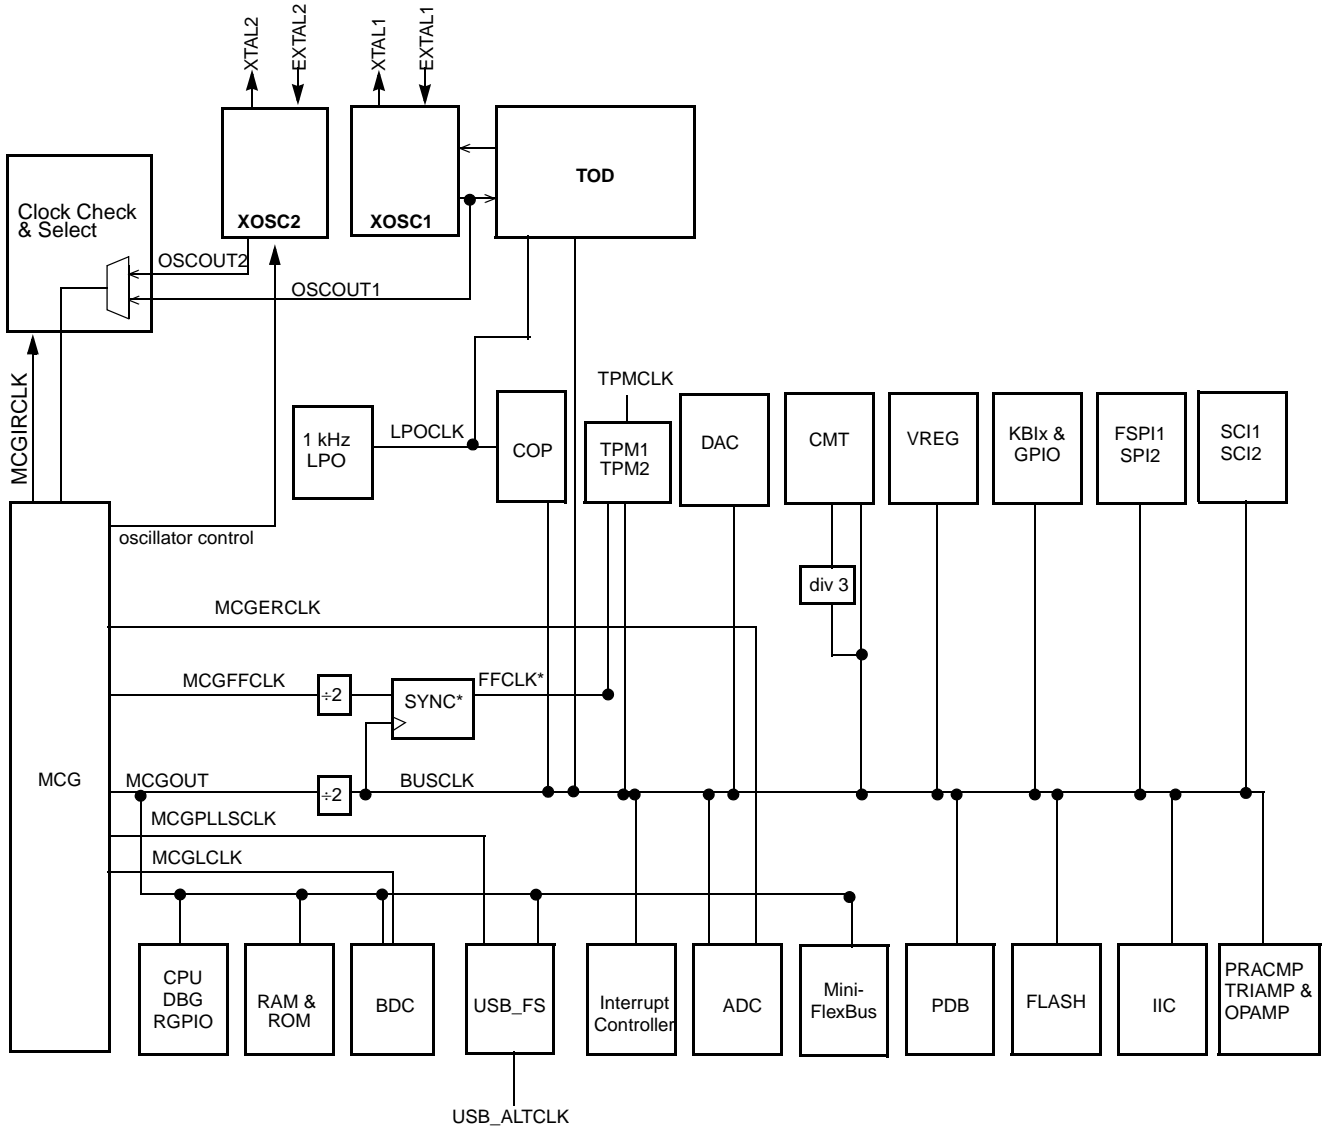 XTAL2
EXTAL2
XTAL1
EXTAL1
TOD
Clock Check
& Select
XOSC2
XOSC1
OSCOUT2
OSCOUT1
MCGIRCLK
TPMCLK
1 kHz
LPO
LPOCLK
COP
TPM1
TPM2
DAC
CMT
VREG
KBIx &
GPIO
FSPI1
SPI2
SCI1
SCI2
oscillator control
div 3
MCGERCLK
MCGFFCLK
÷2
SYNC*
FFCLK*
MCG
MCGOUT
÷2
BUSCLK
MCGPLLSCLK
MCGLCLK
CPU
DBG
RGPIO
RAM &
ROM
BDC
USB_FS
Interrupt
Controller
ADC
Mini-
FlexBus
PDB
FLASH
IIC
PRACMP
TRIAMP &
OPAMP
USB_ALTCLK